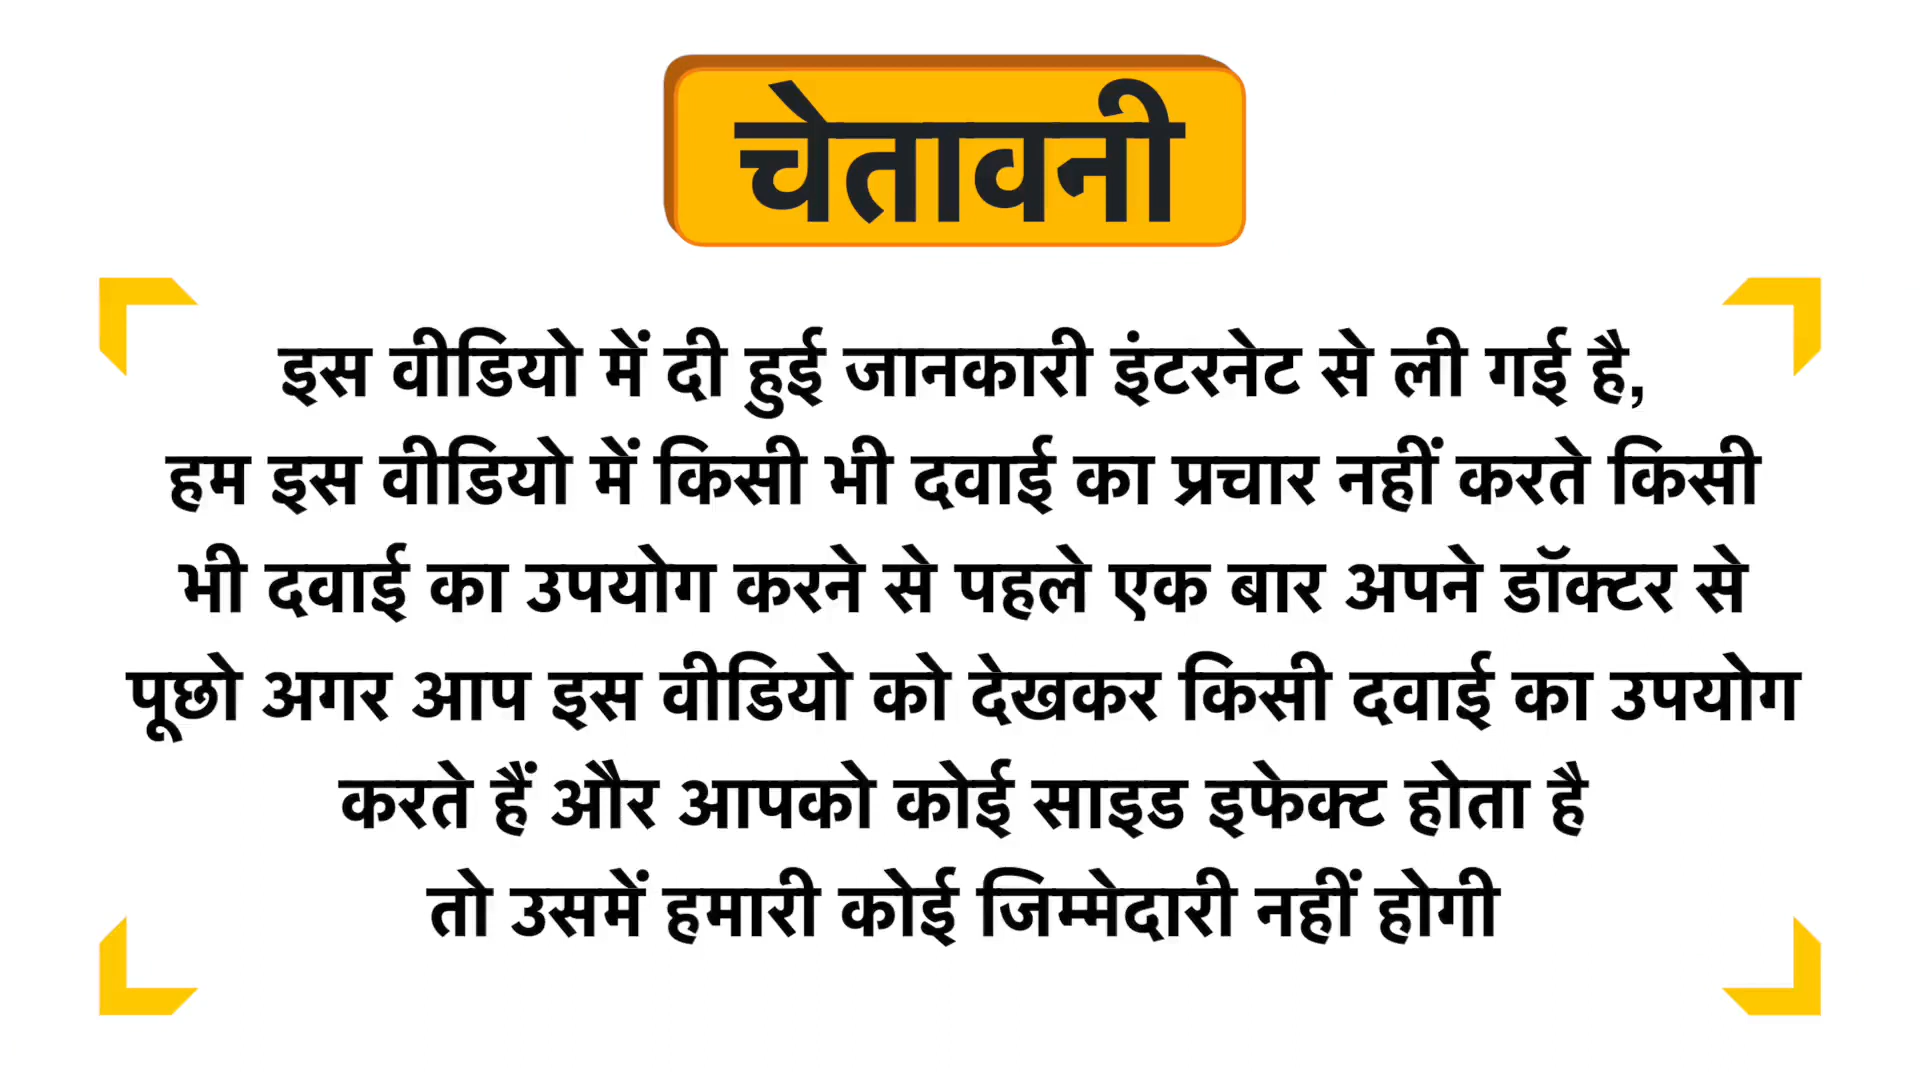 चेतावनी
इस वीडियो में दी हुई जानकारी इंटरनेट से ली गई है,
हम इस वीडियो में किसी भी दवाई का प्रचार नहीं करते किसी
भी दवाई का उपयोग करने से पहले एक बार अपने डॉक्टर से
पूछो अगर आप इस वीडियो को देखकर किसी दवाई का उपयोग
करते हैं और आपको कोई साइड इफेक्ट होता है
तो उसमें हमारी कोई जिम्मेदारी नहीं होगी